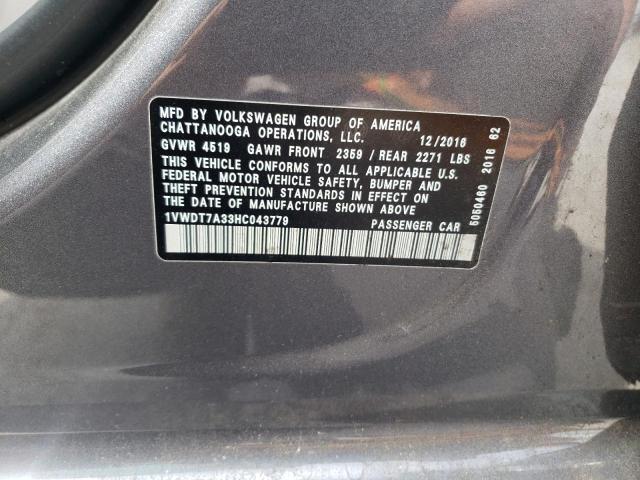 MFD BY VOLKSWAGEN GROUP OF AMERICA
CHATTANOOGA OPERATIONS, LLC. 12/2016
GVWR 4519 GAWR FRONT 2359 / REAR 2271 LBS
THIS VEHICLE CONFORMS TO ALL APPLICABLE U.S.
FEDERAL MOTOR VEHICLE SAFETY, BUMPER AND
THEFT PREVENTION STANDARDS IN EFFECT ON
THE DATE OF MANUFACTURE SHOWN ABOVE
1VWDT7A33HC043779 PASSENGER CAR
5050460 2016 62